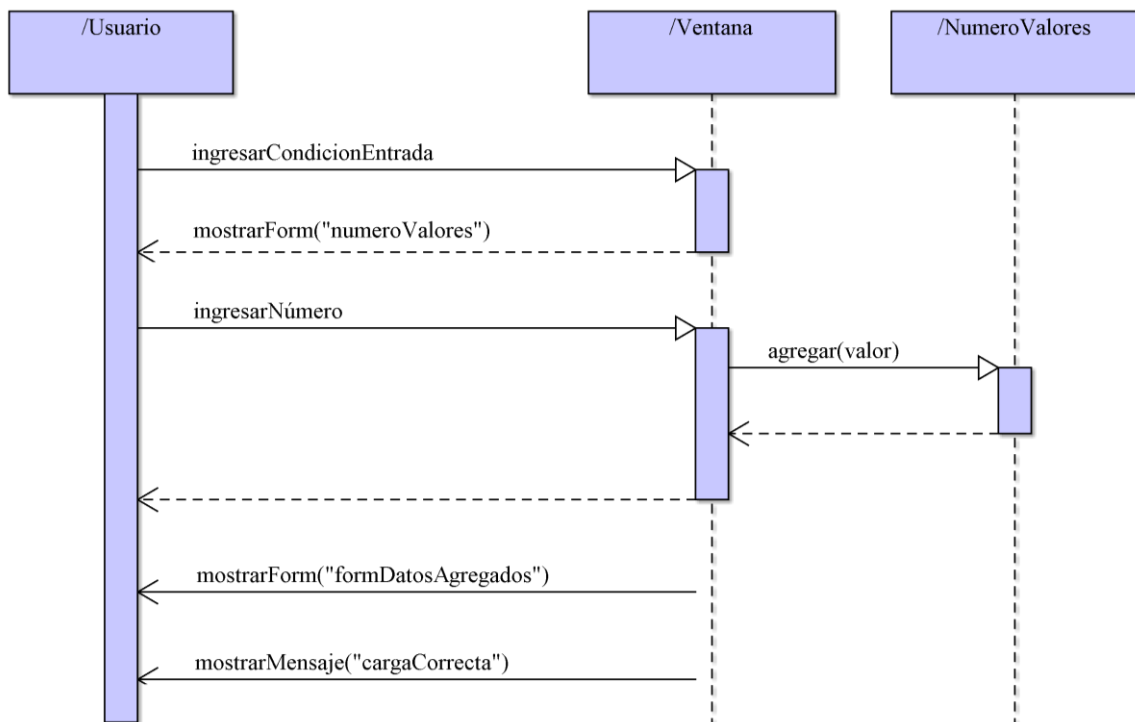 /Usuario
/Ventana
/NumeroValores
ingresarCondicionEntrada
mostrarForm("numeroValores")
ingresarNúmero
agregar(valor)
mostrarForm("formDatosAgregados")
mostrarMensaje("cargaCorrecta")